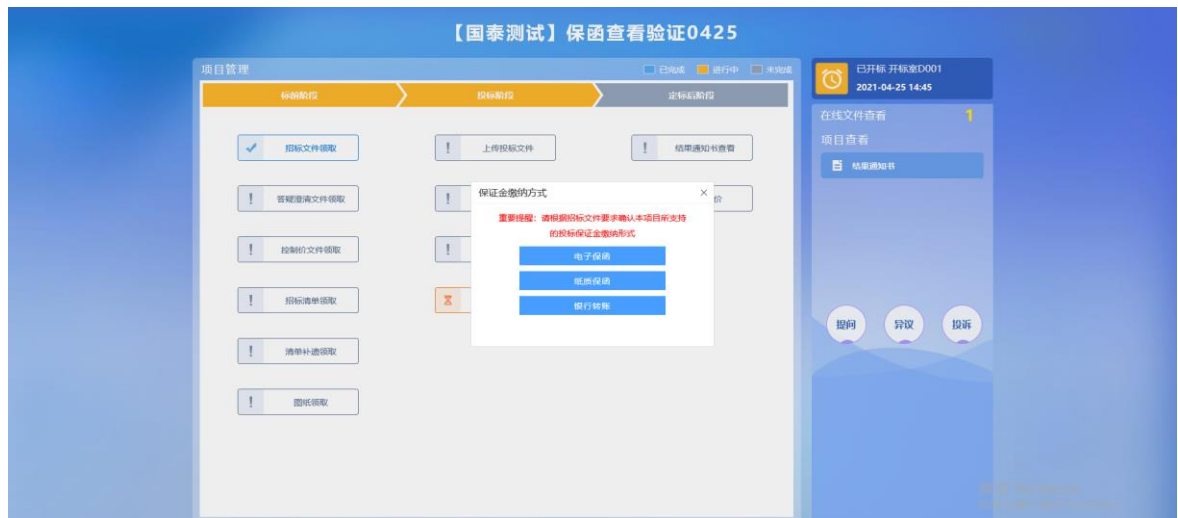 【国泰测试】保函查看验证0425
项目管理
已完成 进行中 未完成
标前阶段 投标阶段 定标后阶段
招标文件领取
上传投标文件
结果通知书查看
答疑澄清文件领取
控制价文件领取
招标清单领取
清单补遗领取
图纸领取
保证金缴纳方式
重要提醒：请根据招标文件要求确认本项目所支持
的投标保证金缴纳形式
电子保函
纸质保函
银行转账
已开标 开标室D001
2021-04-25 14:45
在线文件查看 1
项目查看
结果通知书
提问 异议 投诉